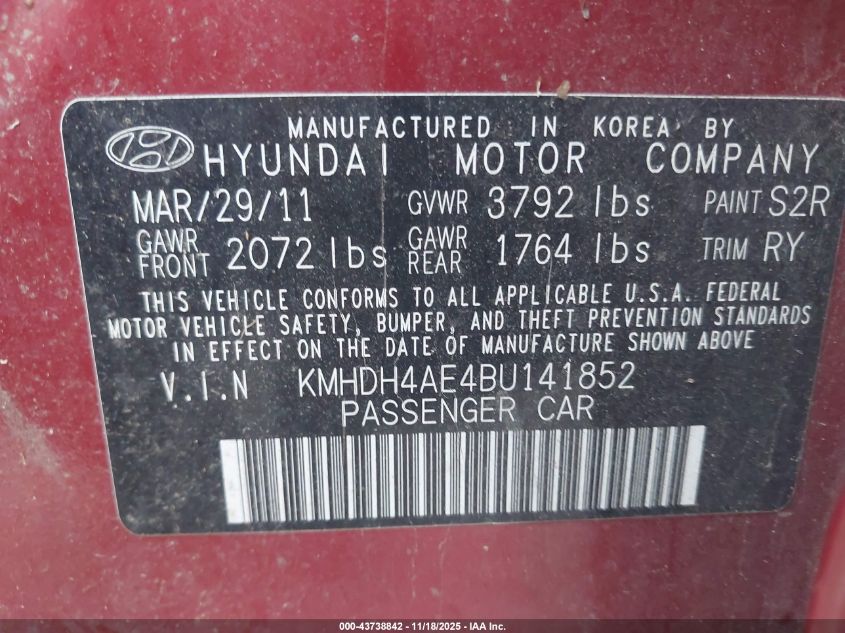 MANUFACTURED IN KOREA BY
HYUNDAI MOTOR COMPANY
MAR/29/11 GVWR 3792 lbs PAINT S2R
GAWR FRONT 2072 lbs GAWR REAR 1764 lbs TRIM RY
THIS VEHICLE CONFORMS TO ALL APPLICABLE U.S.A. FEDERAL
MOTOR VEHICLE SAFETY, BUMPER, AND THEFT PREVENTION STANDARDS
IN EFFECT ON THE DATE OF MANUFACTURE SHOWN ABOVE
V.I.N KMHDH4AE4BU141852
PASSENGER CAR
000-43738842 - 11/18/2025 - IAA Inc.